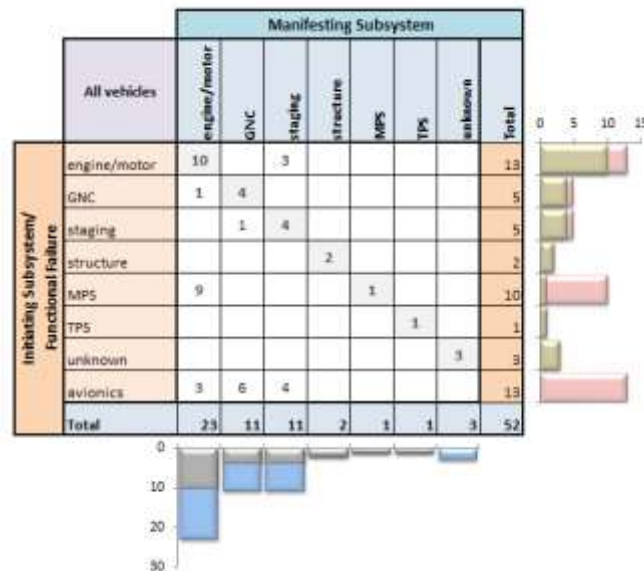 Manifesting Subsystem
All vehicles engine/motor GNC staging structure MPS TPS unknown Total
0 5 10 15
Initiating Subsystem/
Functional Failure
engine/motor 10 3 13
GNC 1 4 5
staging 1 4 5
structure 2 2
MPS 9 1 10
TPS 1 1
unknown 3 3
avionics 3 6 4 13
Total 23 11 11 2 1 1 3 52
0
10
20
30